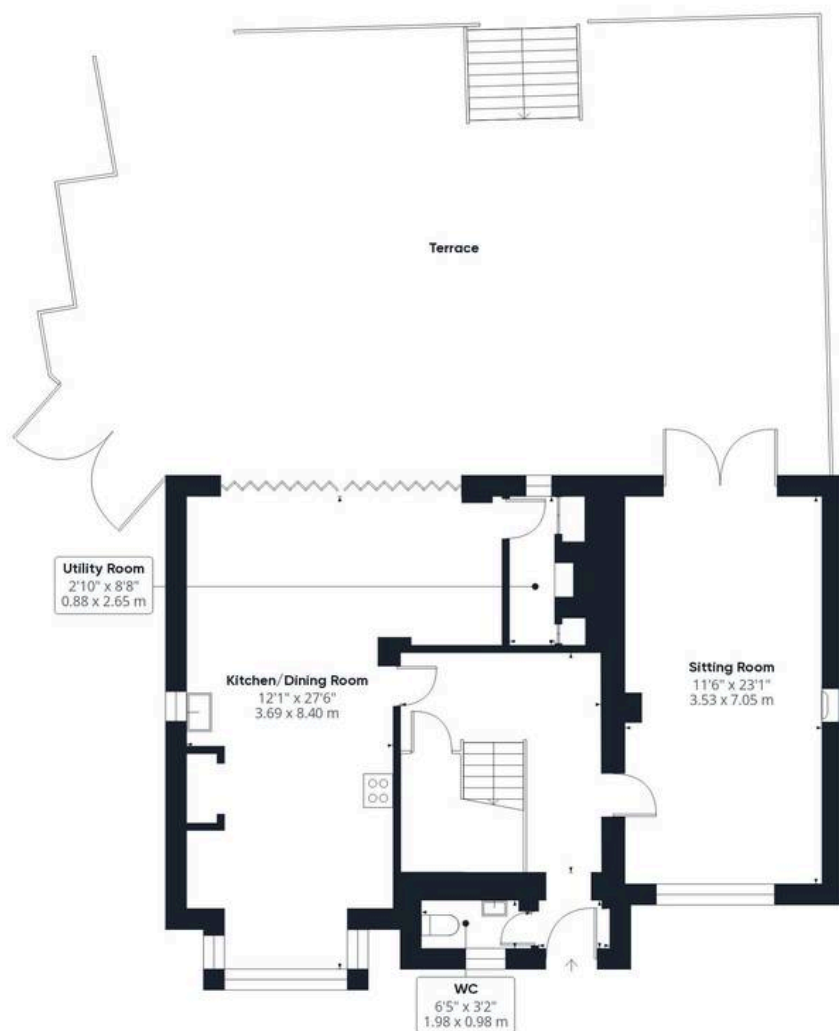 Terrace
Utility Room
2'10" x 8'8"
0.88 x 2.65 m
Kitchen/Dining Room
12'1" x 27'6"
3.69 x 8.40 m
Sitting Room
11'6" x 23'1"
3.53 x 7.05 m
WC
6'5" x 3'2"
1.98 x 0.98 m